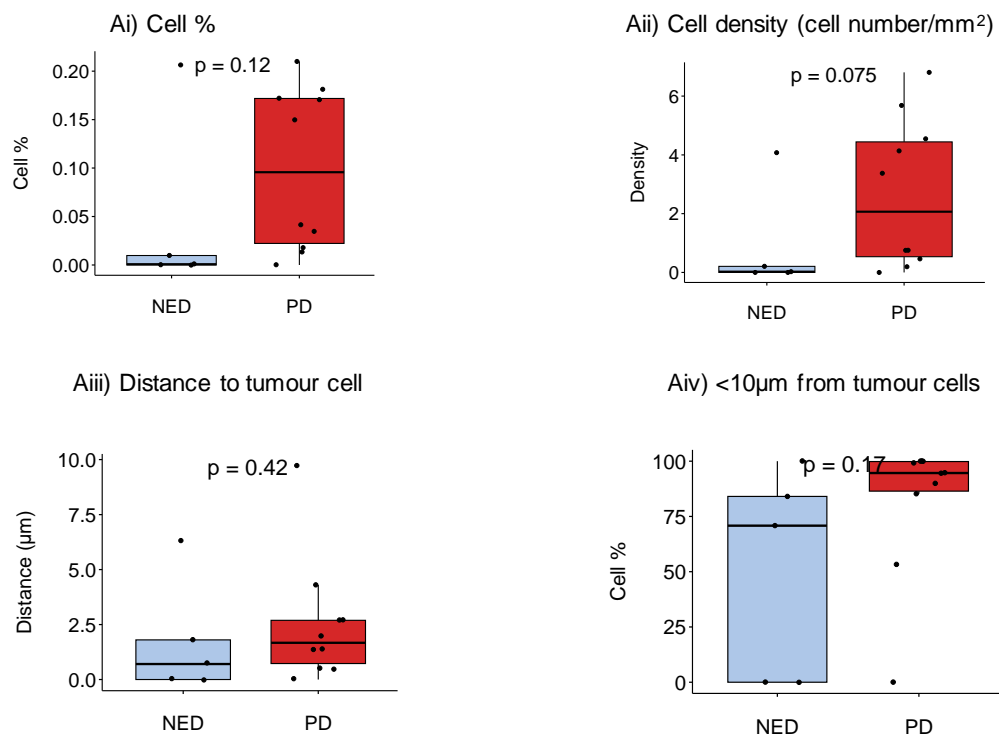 Ai) Cell %
p = 0.12
Cell %
0.20
0.15
0.10
0.05
0.00
NED PD
Aii) Cell density (cell number/mm²)
p = 0.075
Density
6
4
2
0
NED PD
Aiii) Distance to tumour cell
p = 0.42
Distance (µm)
10.0
7.5
5.0
2.5
0.0
NED PD
Aiv) <10µm from tumour cells
p = 0.17
Cell %
100
75
50
25
0
NED PD